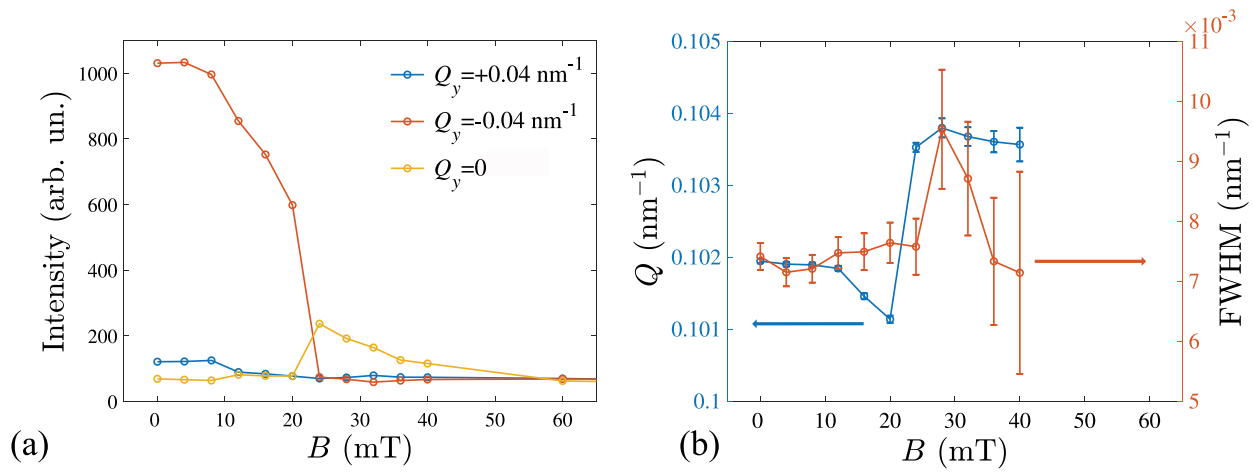 1000
800
600
400
200
0
Intensity (arb. un.)
Q_y=+0.04 nm⁻¹
Q_y=-0.04 nm⁻¹
Q_y=0
0 10 20 30 40 50 60
B (mT)
(a)
×10⁻³
0.105
0.104
0.103
0.102
0.101
0.1
Q (nm⁻¹)
11
10
9
8
7
6
5
FWHM (nm⁻¹)
0 10 20 30 40 50 60
B (mT)
(b)